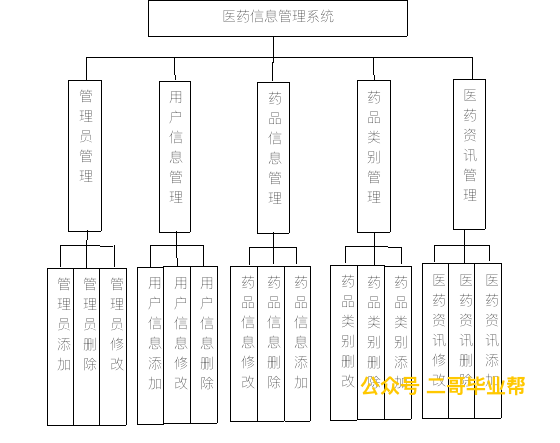 医药信息管理系统
管理员管理
用户信息管理
药品信息管理
药品类别管理
医药资讯管理
管理员添加
管理员删除
管理员修改
用户信息添加
用户信息修改
用户信息删除
药品信息修改
药品信息删除
药品信息添加
药品类别删改
药品类别删除
药品类别添加
医药资讯修改
医药资讯删除
医药资讯添加
公众号 二哥毕业帮